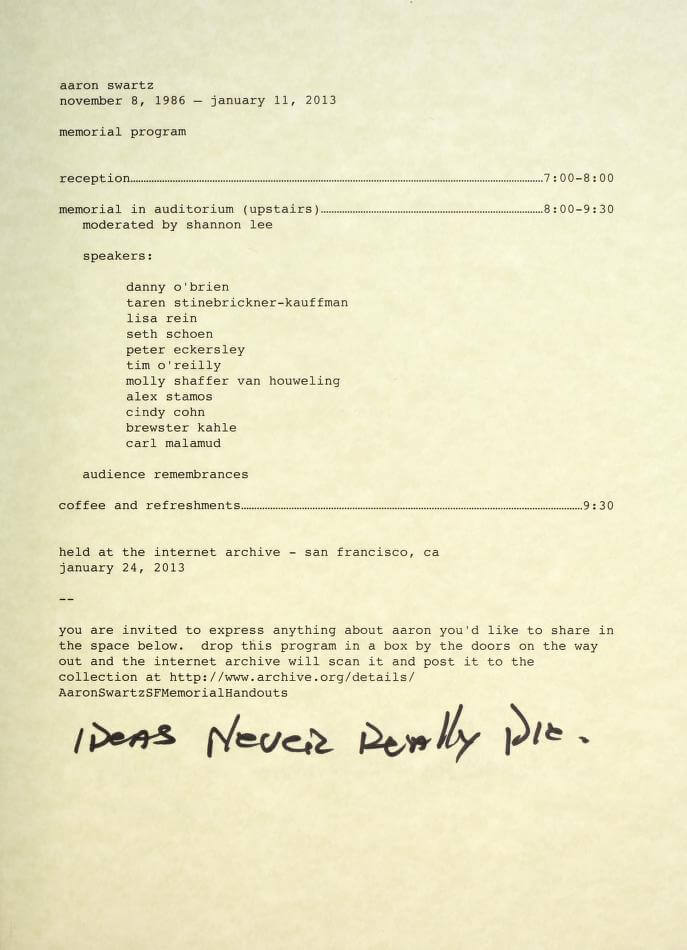 aaron swartz
november 8, 1986 – january 11, 2013
memorial program
reception……………………………………………………………………………………………………………………7:00-8:00
memorial in auditorium (upstairs)………………………………………………………………8:00-9:30
moderated by shannon lee
speakers:
danny o'brien
taren stinebrickner-kauffman
lisa rein
seth schoen
peter eckersley
tim o'reilly
molly shaffer van houweling
alex stamos
cindy cohn
brewster kahle
carl malamud
audience remembrances
coffee and refreshments…………………………………………………………………………………………………9:30
held at the internet archive - san francisco, ca
january 24, 2013
--
you are invited to express anything about aaron you'd like to share in
the space below.  drop this program in a box by the doors on the way
out and the internet archive will scan it and post it to the
collection at http://www.archive.org/details/
AaronSwartzSFMemorialHandouts
IDEAS NEVER REALLY DIE.